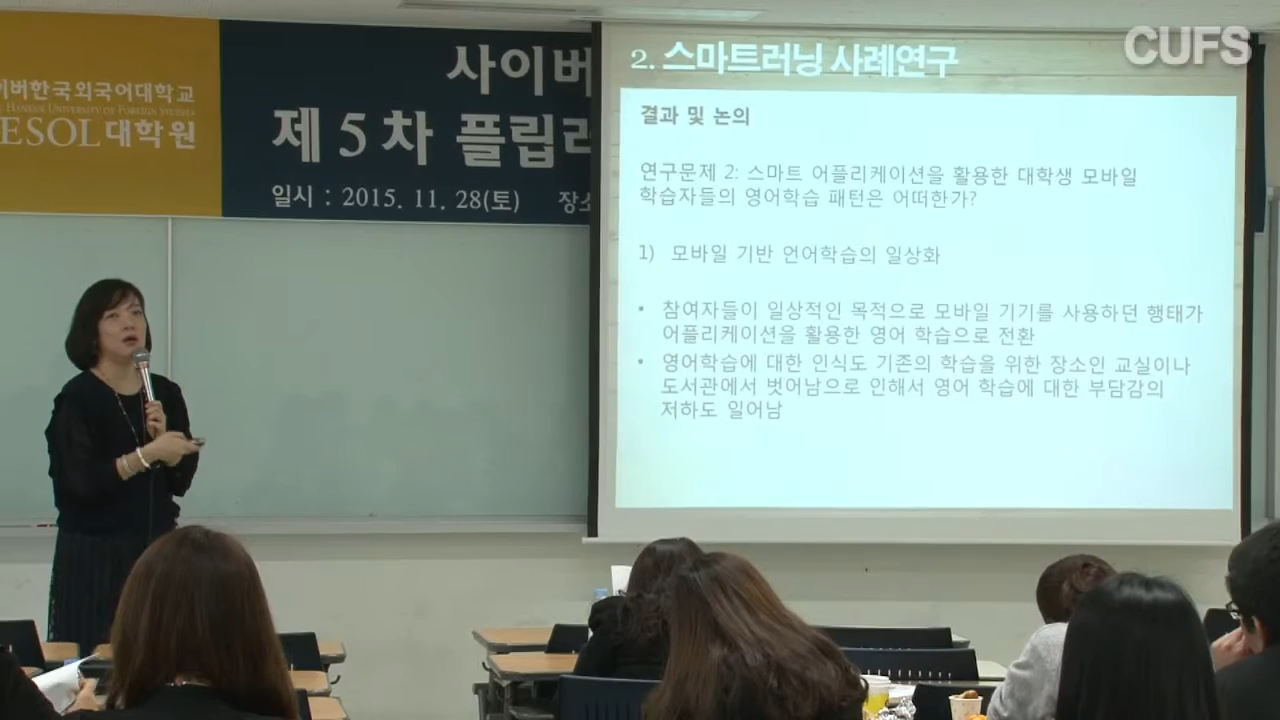 CUFS
이버한국외국어대학교
HANKUK UNIVERSITY OF FOREIGN STUDIES
ESOL대학원
사이버
제 5 차 플립러
일시 : 2015. 11. 28(토) 장소
2. 스마트러닝 사례연구
결과 및 논의
연구문제 2: 스마트 어플리케이션을 활용한 대학생 모바일
학습자들의 영어학습 패턴은 어떠한가?
1) 모바일 기반 언어학습의 일상화
• 참여자들이 일상적인 목적으로 모바일 기기를 사용하던 행태가
어플리케이션을 활용한 영어 학습으로 전환
• 영어학습에 대한 인식도 기존의 학습을 위한 장소인 교실이나
도서관에서 벗어남으로 인해서 영어 학습에 대한 부담감의
저하도 일어남